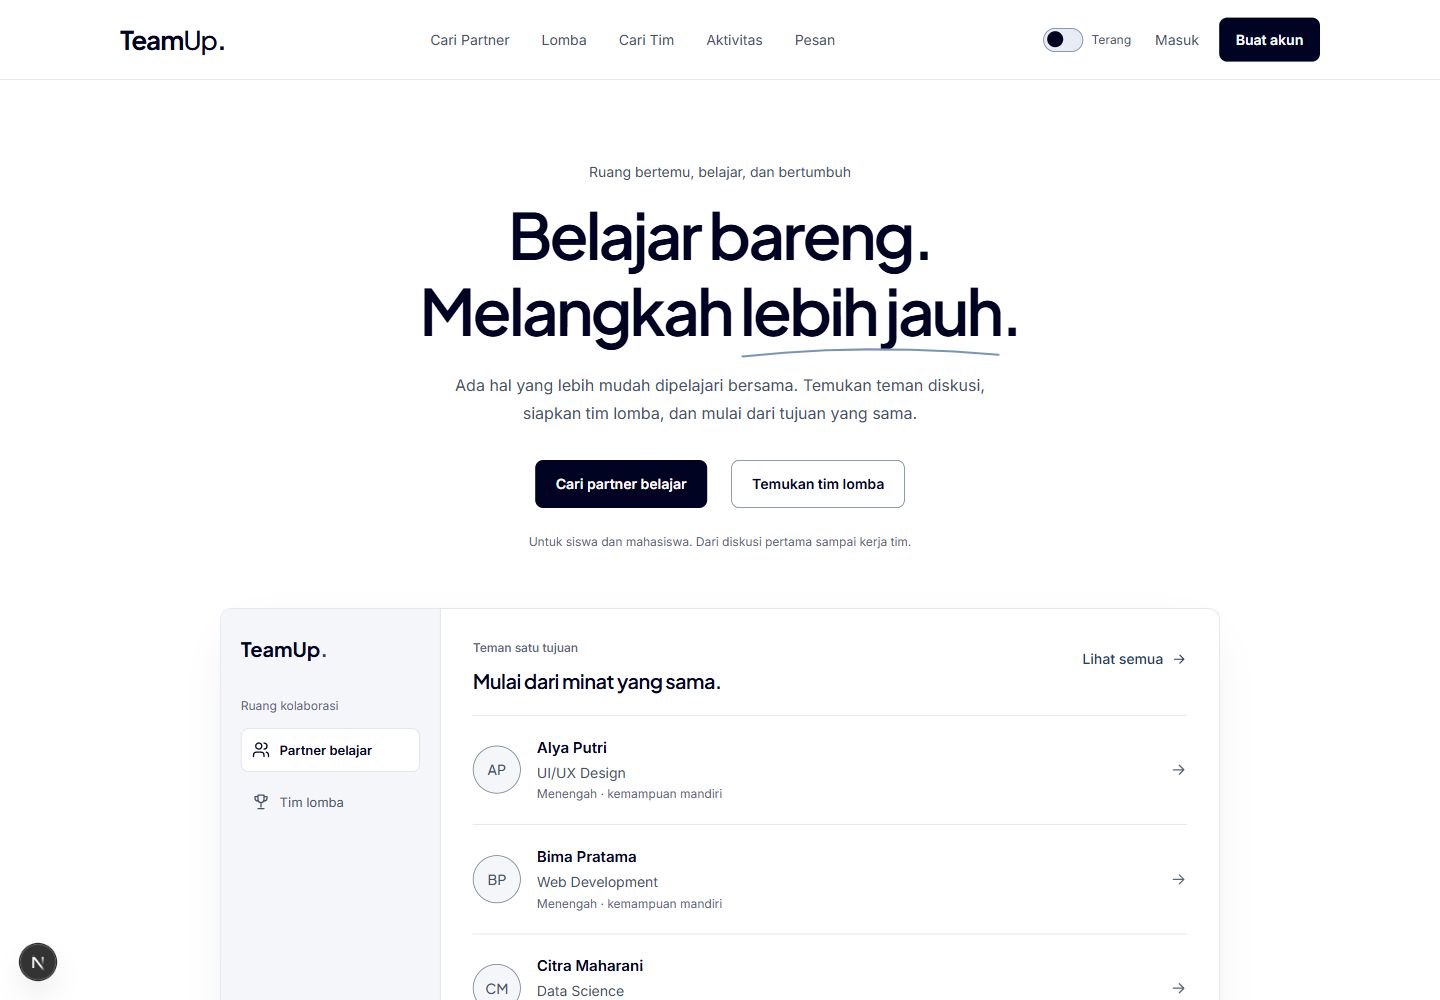 TeamUp.
Cari Partner
Lomba
Cari Tim
Aktivitas
Pesan
Terang
Masuk
Buat akun
Ruang bertemu, belajar, dan bertumbuh
Belajar bareng.
Melangkah lebih jauh.
Ada hal yang lebih mudah dipelajari bersama. Temukan teman diskusi,
siapkan tim lomba, dan mulai dari tujuan yang sama.
Cari partner belajar
Temukan tim lomba
Untuk siswa dan mahasiswa. Dari diskusi pertama sampai kerja tim.
TeamUp.
Ruang kolaborasi
Partner belajar
Tim lomba
Teman satu tujuan
Mulai dari minat yang sama.
Lihat semua
AP
Alya Putri
UI/UX Design
Menengah · kemampuan mandiri
BP
Bima Pratama
Web Development
Menengah · kemampuan mandiri
CM
Citra Maharani
Data Science
N